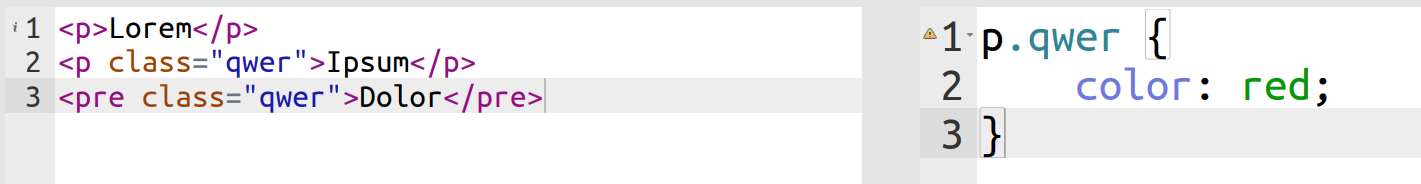 1 <p>Lorem</p>
2 <p class="qwer">Ipsum</p>
3 <pre class="qwer">Dolor</pre>
1 p.qwer {
2 color: red;
3 }